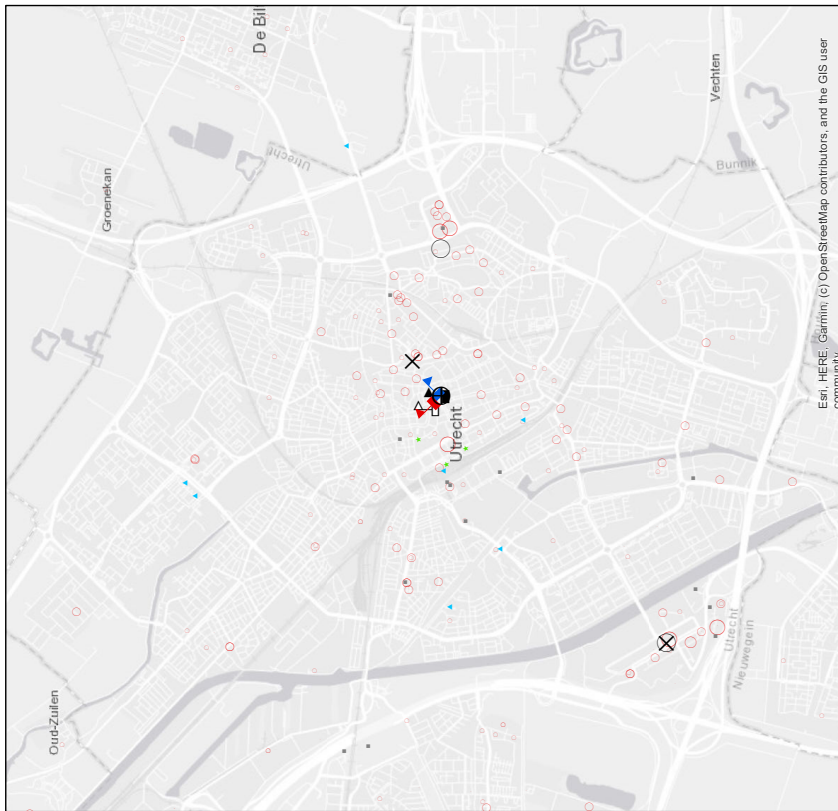 De Bil
Vechten
Utrecht
Bunnik
Groenekan
Utrecht
Utrecht
Nieuwegein
Oud-Zuilen
Esri, HERE, Garmin, (c) OpenStreetMap contributors, and the GIS user
community